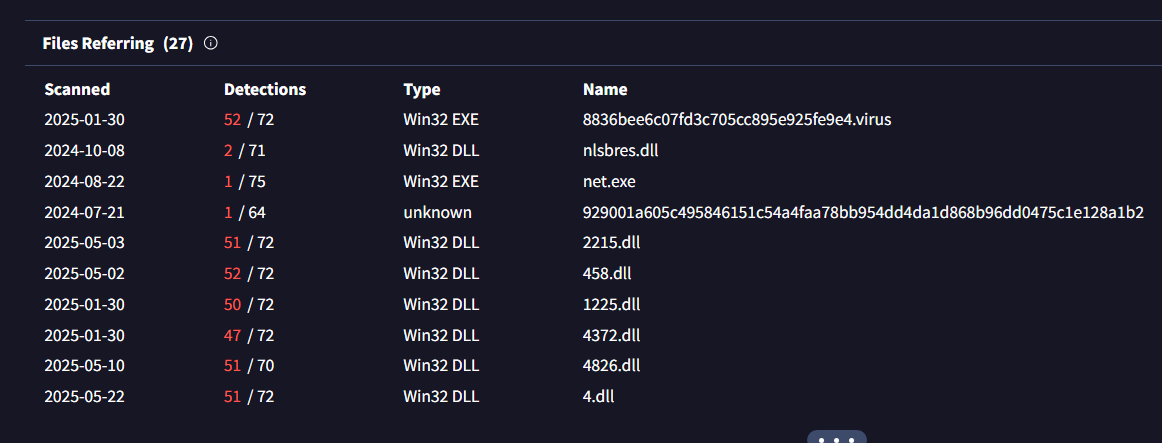 Files Referring (27)
Scanned Detections Type Name
2025-01-30 52 / 72 Win32 EXE 8836bee6c07fd3c705cc895e925fe9e4.virus
2024-10-08 2 / 71 Win32 DLL nlsbres.dll
2024-08-22 1 / 75 Win32 EXE net.exe
2024-07-21 1 / 64 unknown 929001a605c495846151c54a4faa78bb954dd4da1d868b96dd0475c1e128a1b2
2025-05-03 51 / 72 Win32 DLL 2215.dll
2025-05-02 52 / 72 Win32 DLL 458.dll
2025-01-30 50 / 72 Win32 DLL 1225.dll
2025-01-30 47 / 72 Win32 DLL 4372.dll
2025-05-10 51 / 70 Win32 DLL 4826.dll
2025-05-22 51 / 72 Win32 DLL 4.dll